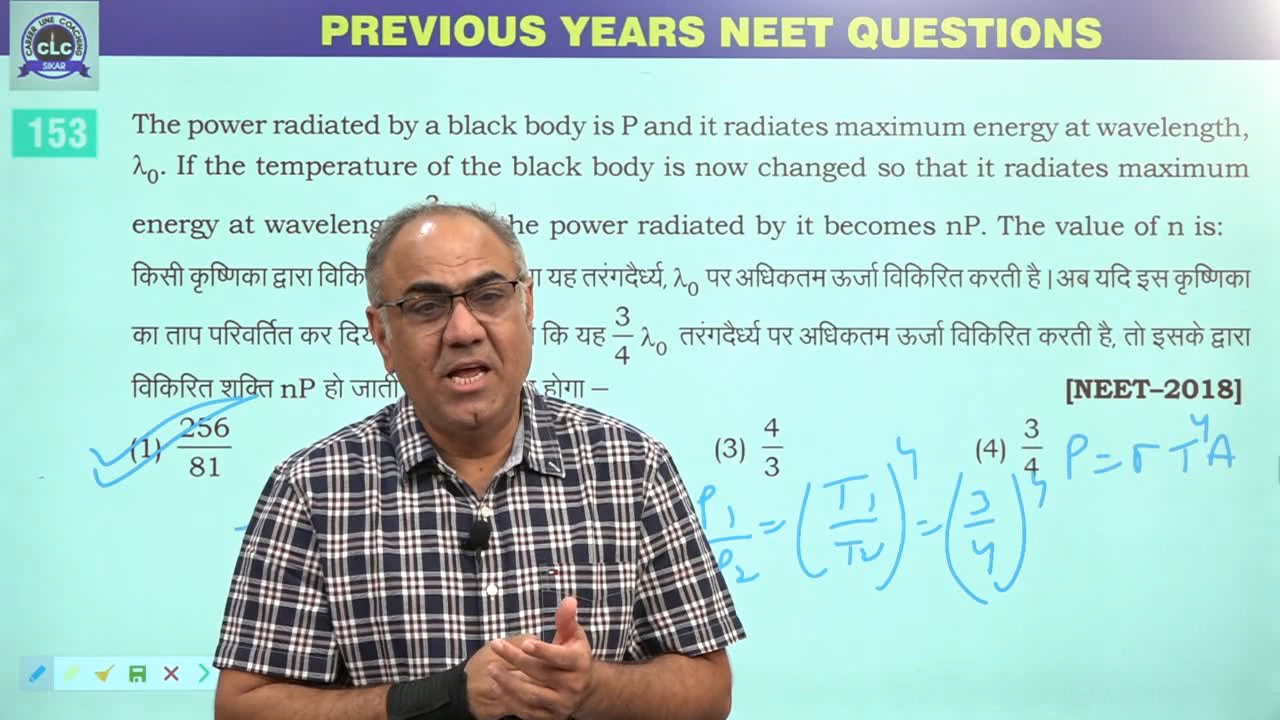 CAREER LINE COACHING
CLC
SIKAR
PREVIOUS YEARS NEET QUESTIONS
153
The power radiated by a black body is P and it radiates maximum energy at wavelength,
λ₀. If the temperature of the black body is now changed so that it radiates maximum
energy at the power radiated by it becomes nP. The value of n is:
किसी कृष्णिका द्वारा यह तरंगदैर्ध्य, λ₀ पर अधिकतम ऊर्जा विकिरित करती है। अब यदि इस कृष्णिका
का ताप परिवर्तित कर कि यह 3/4 λ₀ तरंगदैर्ध्य पर अधिकतम ऊर्जा विकिरित करती है, तो इसके द्वारा
विकिरित शक्ति nP हो जाती होगा –
[NEET–2018]
(1) 256/81 (3) 4/3 (4) 3/4
P = σ T⁴ A
P₁/P₂ = (T₁/T₂)⁴ = (3/4)⁴